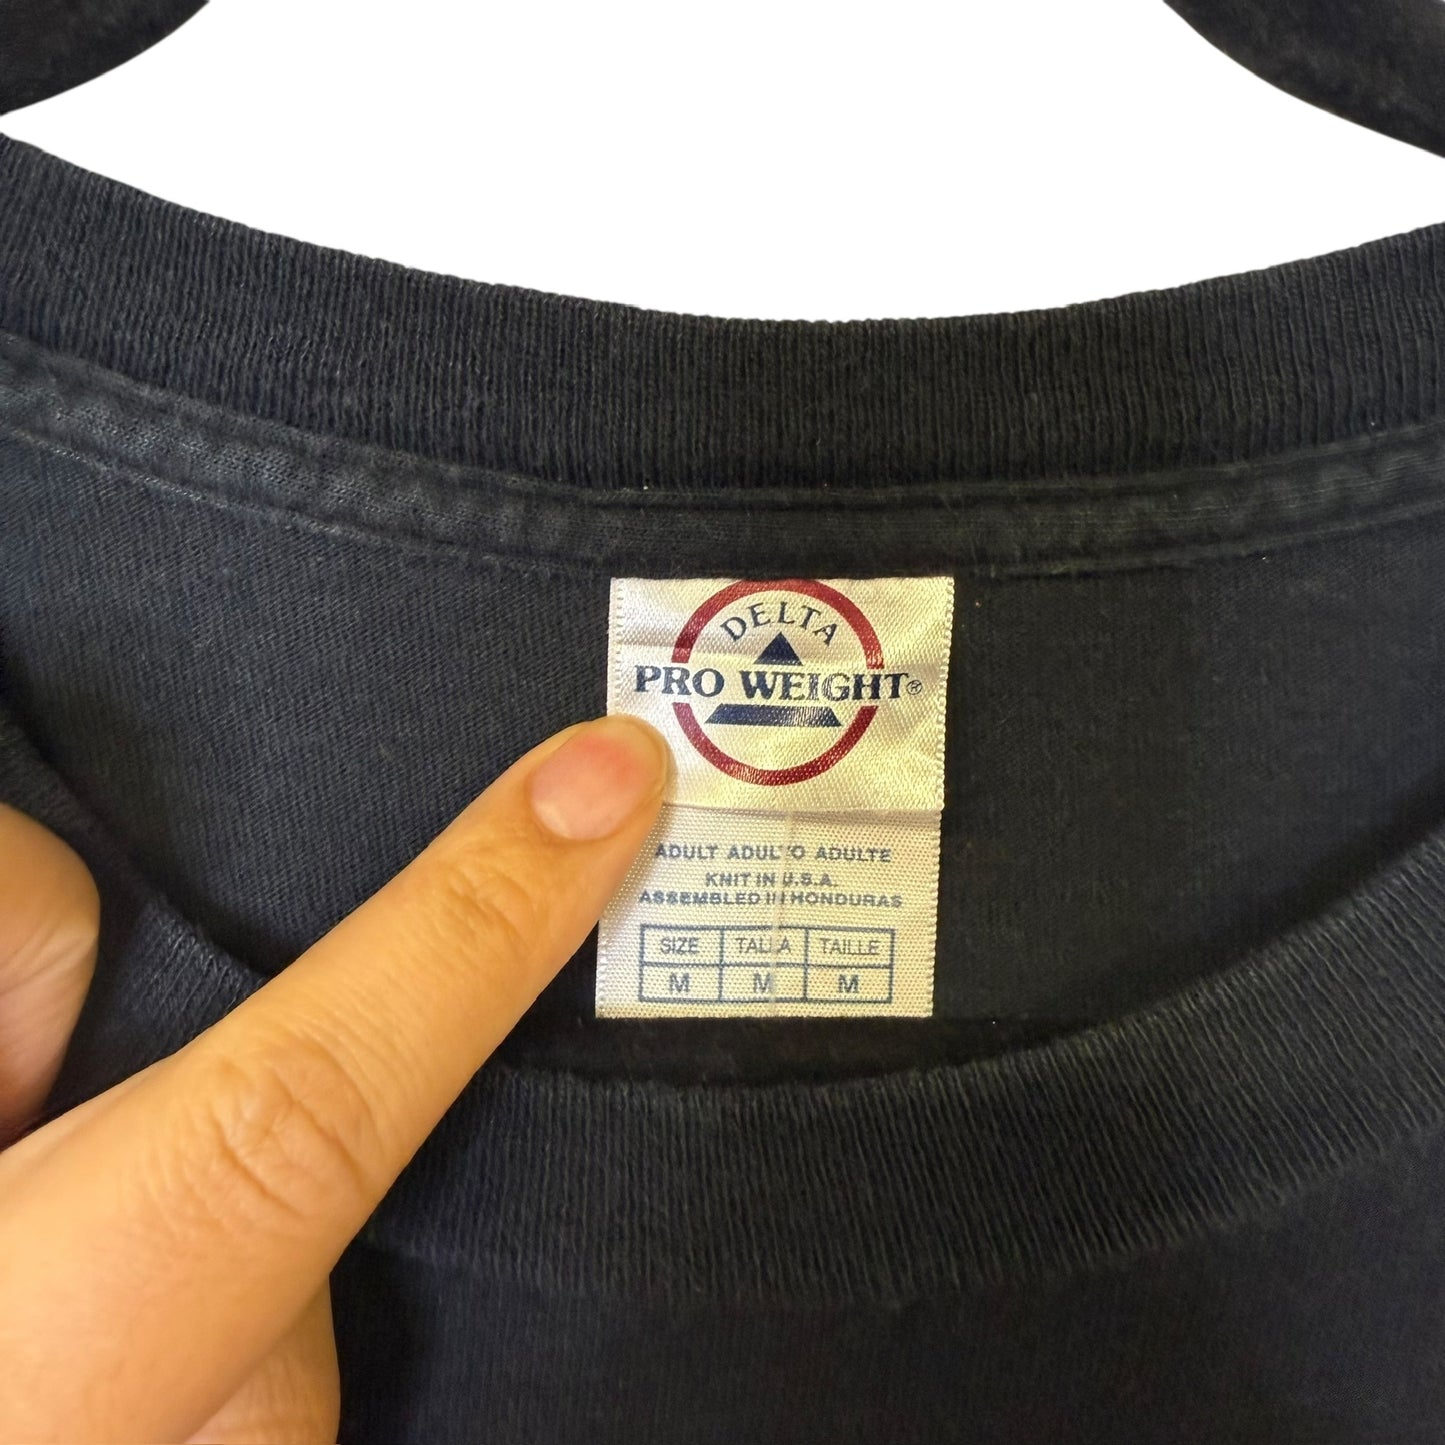 DELTA
PRO WEIGHT®
ADULT ADULTO ADULTE
KNIT IN U.S.A.
ASSEMBLED IN HONDURAS
SIZE TALLA TAILLE
M M M